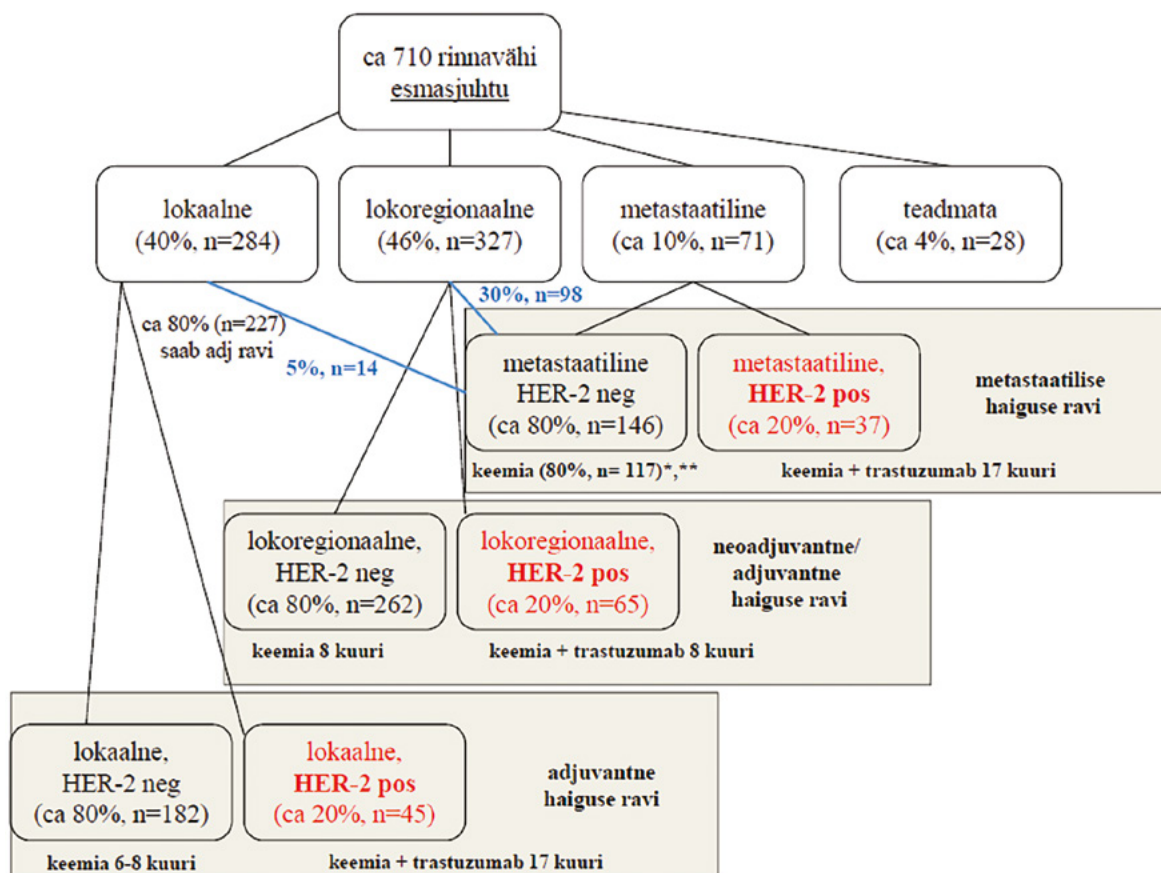 ca 710 rinnavähi
esmasjuhtu
lokaalne
(40%, n=284)
lokoregionaalne
(46%, n=327)
metastaatiline
(ca 10%, n=71)
teadmata
(ca 4%, n=28)
30%, n=98
ca 80% (n=227)
saab adj ravi
5%, n=14
metastaatiline
HER-2 neg
(ca 80%, n=146)
metastaatiline,
HER-2 pos
(ca 20%, n=37)
metastaatilise
haiguse ravi
keemia (80%, n= 117)*,**
keemia + trastuzumab 17 kuuri
lokoregionaalne,
HER-2 neg
(ca 80%, n=262)
lokoregionaalne,
HER-2 pos
(ca 20%, n=65)
neoadjuvantne/
adjuvantne
haiguse ravi
keemia 8 kuuri
keemia + trastuzumab 8 kuuri
lokaalne,
HER-2 neg
(ca 80%, n=182)
lokaalne,
HER-2 pos
(ca 20%, n=45)
adjuvantne
haiguse ravi
keemia 6-8 kuuri
keemia + trastuzumab 17 kuuri